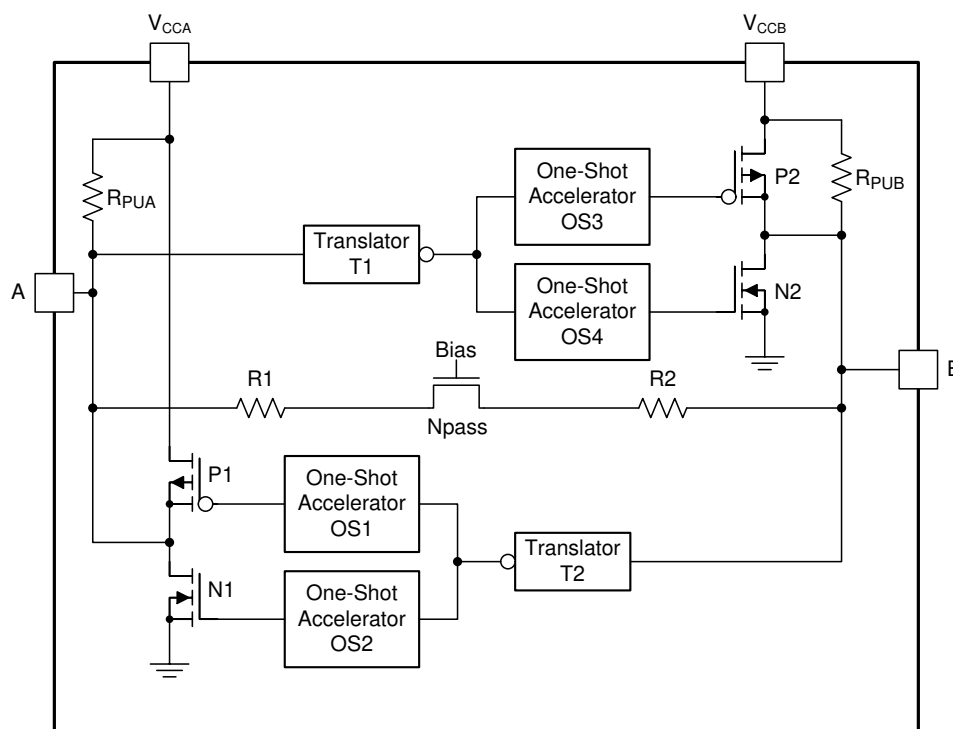 VCCA
VCCB
RPUA
One-Shot
Accelerator
OS3
P2
RPUB
Translator
T1
A
One-Shot
Accelerator
OS4
N2
Bias
R1
R2
Npass
P1
One-Shot
Accelerator
OS1
Translator
T2
N1
One-Shot
Accelerator
OS2